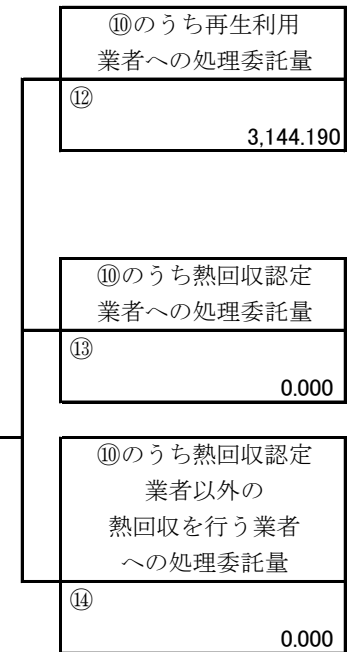 ⑩のうち再生利用
業者への処理委託量
⑫
3,144.190
⑩のうち熱回収認定
業者への処理委託量
⑬
0.000
⑩のうち熱回収認定
業者以外の
熱回収を行う業者
への処理委託量
⑭
0.000